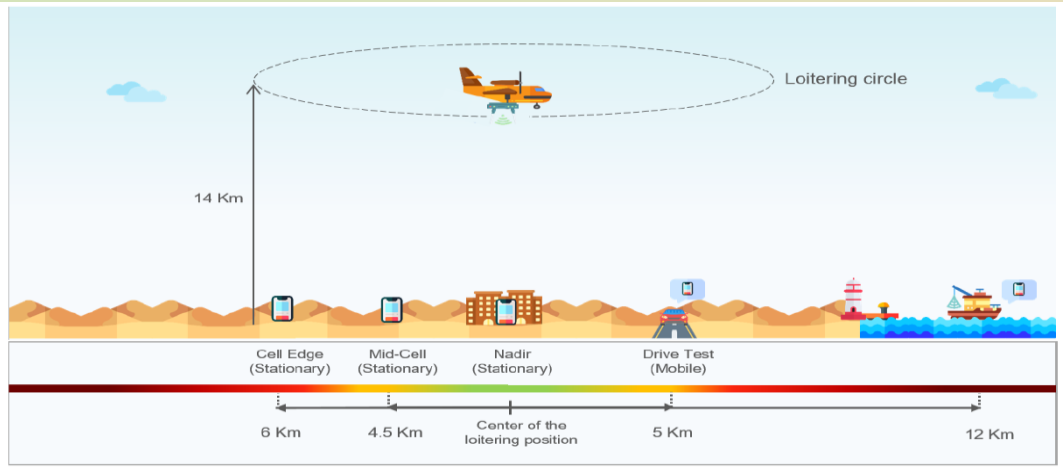 Loitering circle
14 Km
Cell Edge
(Stationary)
Mid-Cell
(Stationary)
Nadir
(Stationary)
Drive Test
(Mobile)
6 Km
4.5 Km
Center of the
loitering position
5 Km
12 Km